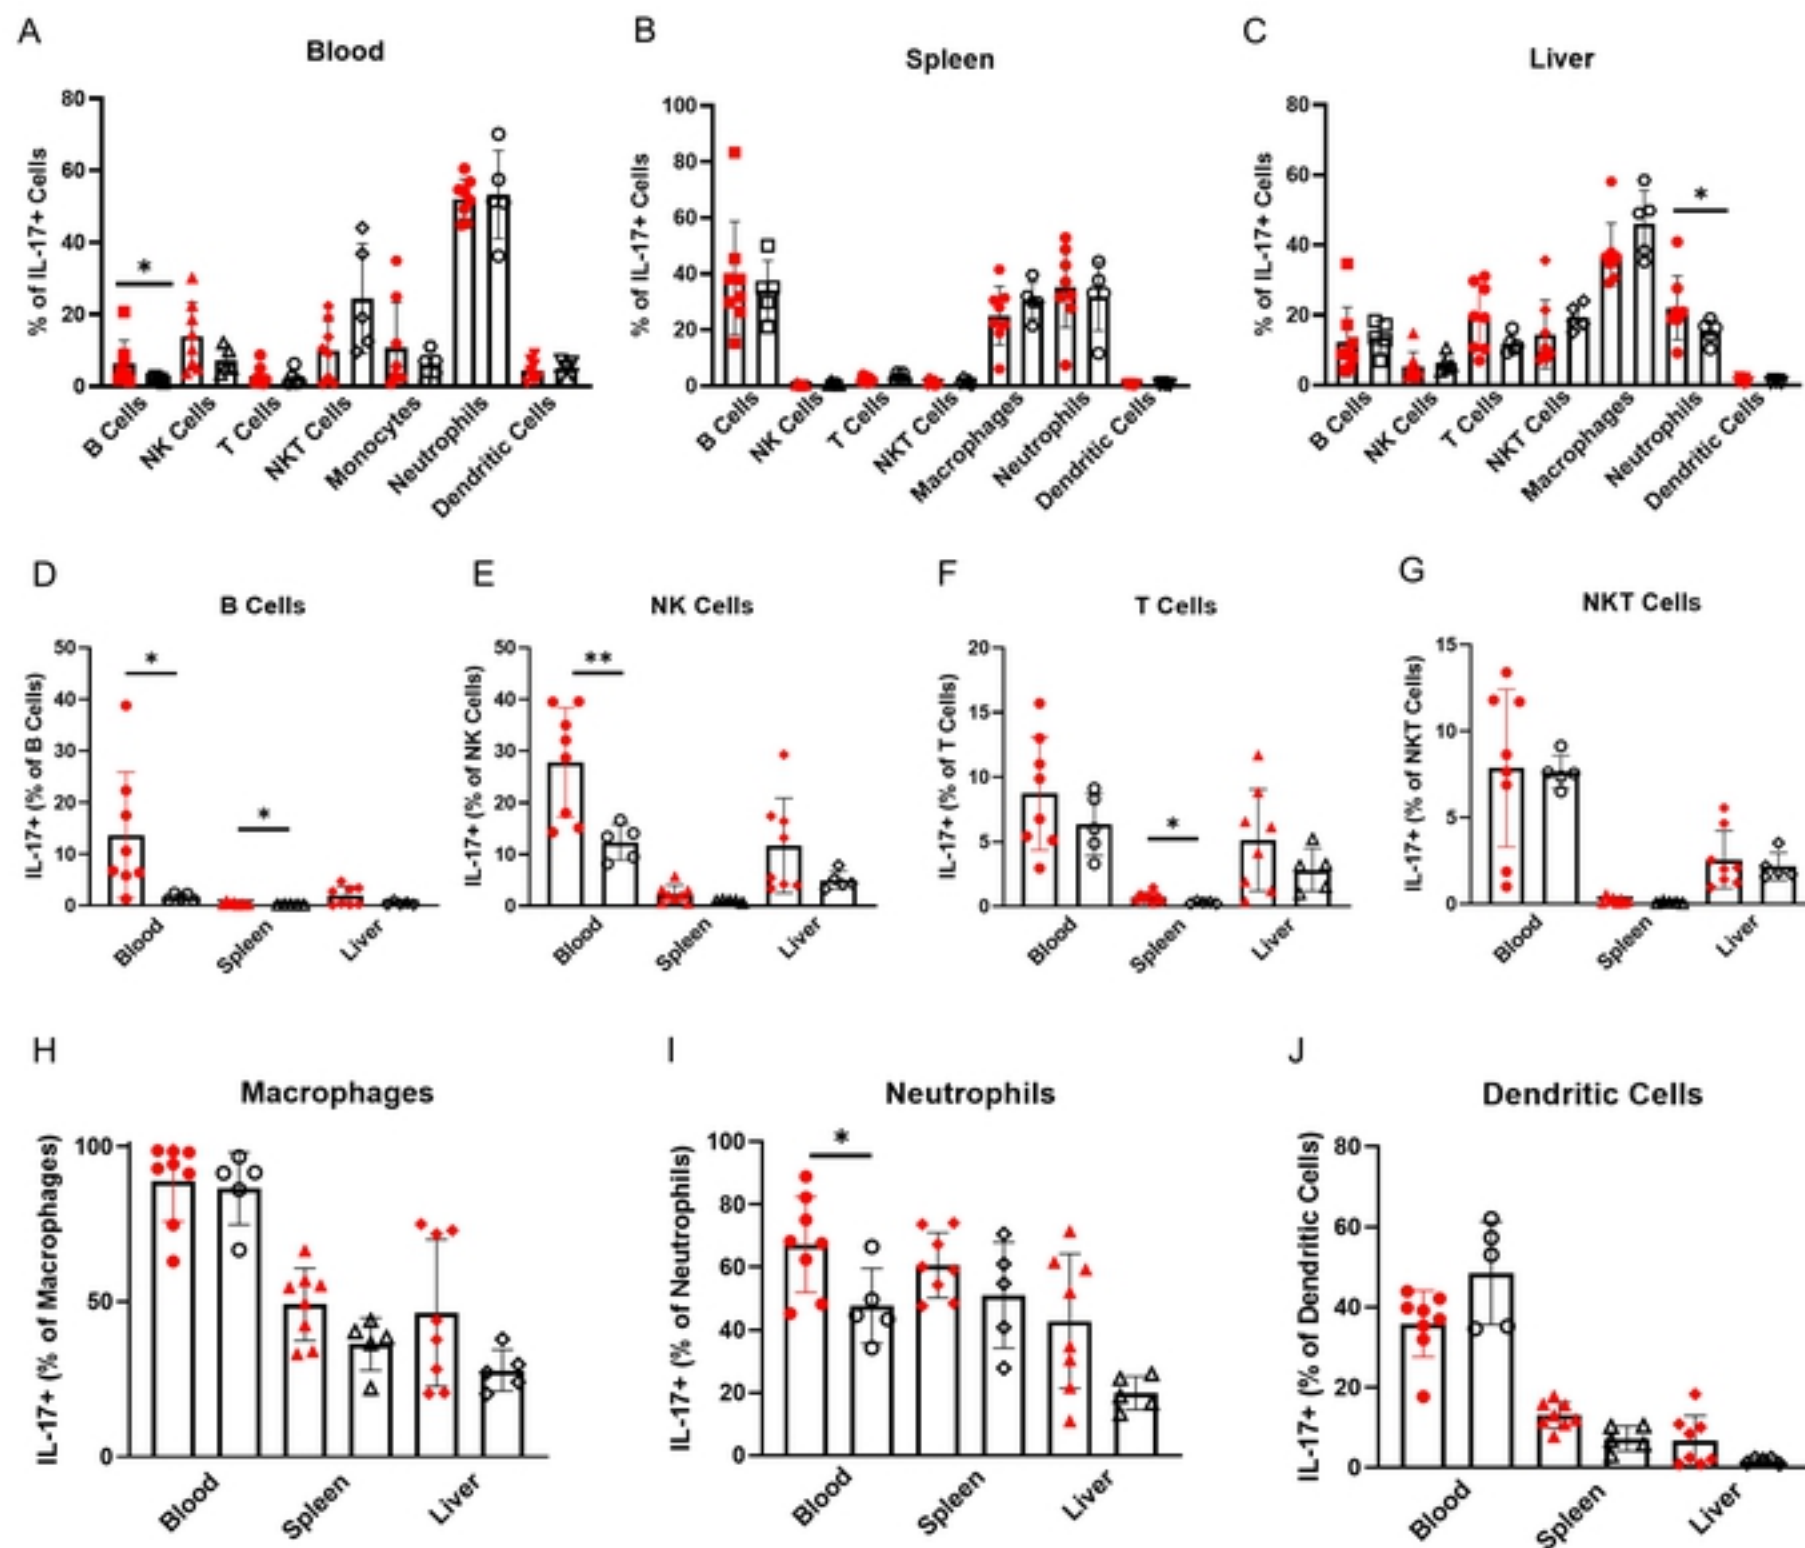 A
Blood
% of IL-17+ Cells
80
60
40
20
0
*
B Cells
NK Cells
T Cells
NKT Cells
Monocytes
Neutrophils
Dendritic Cells
B
Spleen
% of IL-17+ Cells
100
80
60
40
20
0
B Cells
NK Cells
T Cells
NKT Cells
Macrophages
Neutrophils
Dendritic Cells
C
Liver
% of IL-17+ Cells
80
60
40
20
0
*
B Cells
NK Cells
T Cells
NKT Cells
Macrophages
Neutrophils
Dendritic Cells
D
B Cells
IL-17+ (% of B Cells)
50
40
30
20
10
0
*
*
Blood
Spleen
Liver
E
NK Cells
IL-17+ (% of NK Cells)
50
40
30
20
10
0
**
Blood
Spleen
Liver
F
T Cells
IL-17+ (% of T Cells)
20
15
10
5
0
*
Blood
Spleen
Liver
G
NKT Cells
IL-17+ (% of NKT Cells)
15
10
5
0
Blood
Spleen
Liver
H
Macrophages
IL-17+ (% of Macrophages)
100
50
0
Blood
Spleen
Liver
I
Neutrophils
IL-17+ (% of Neutrophils)
100
80
60
40
20
0
*
Blood
Spleen
Liver
J
Dendritic Cells
IL-17+ (% of Dendritic Cells)
80
60
40
20
0
Blood
Spleen
Liver